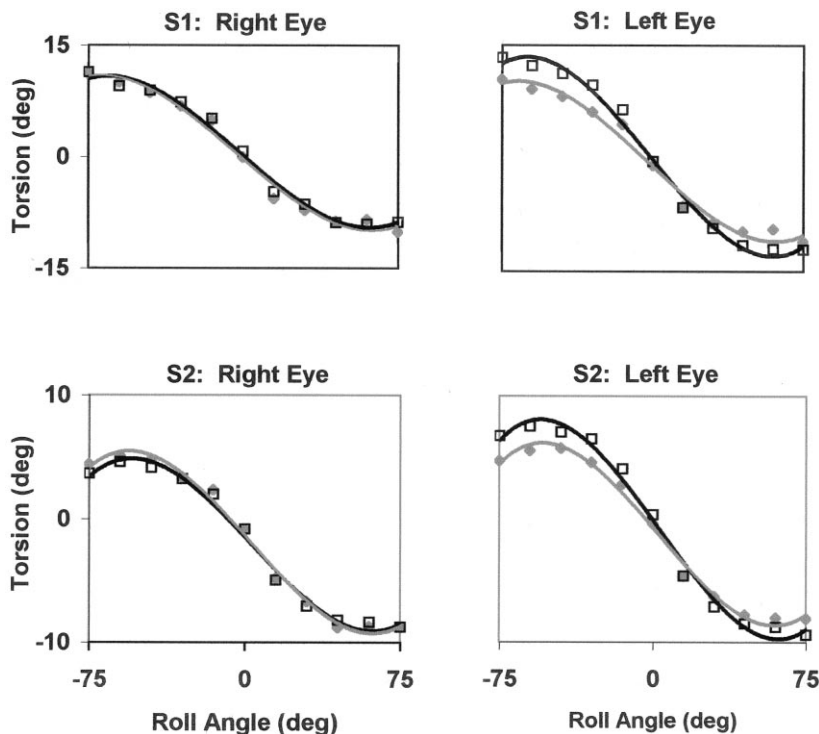 S1: Right Eye
S1: Left Eye
Torsion (deg)
15
0
-15
S2: Right Eye
S2: Left Eye
Torsion (deg)
10
0
-10
-75
0
75
-75
0
75
Roll Angle (deg)
Roll Angle (deg)